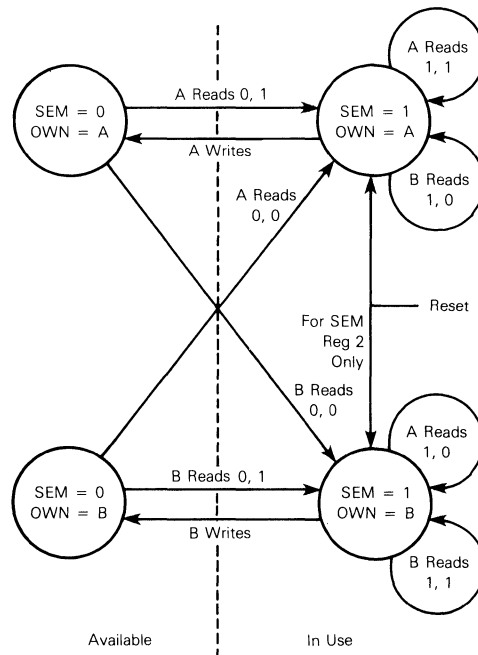 A Reads
1, 1
SEM = 0
OWN = A
A Reads 0, 1
SEM = 1
OWN = A
A Writes
B Reads
1, 0
A Reads
0, 0
For SEM
Reg 2
Only
Reset
B Reads
0, 0
A Reads
1, 0
SEM = 0
OWN = B
B Reads 0, 1
SEM = 1
OWN = B
B Writes
B Reads
1, 1
Available
In Use